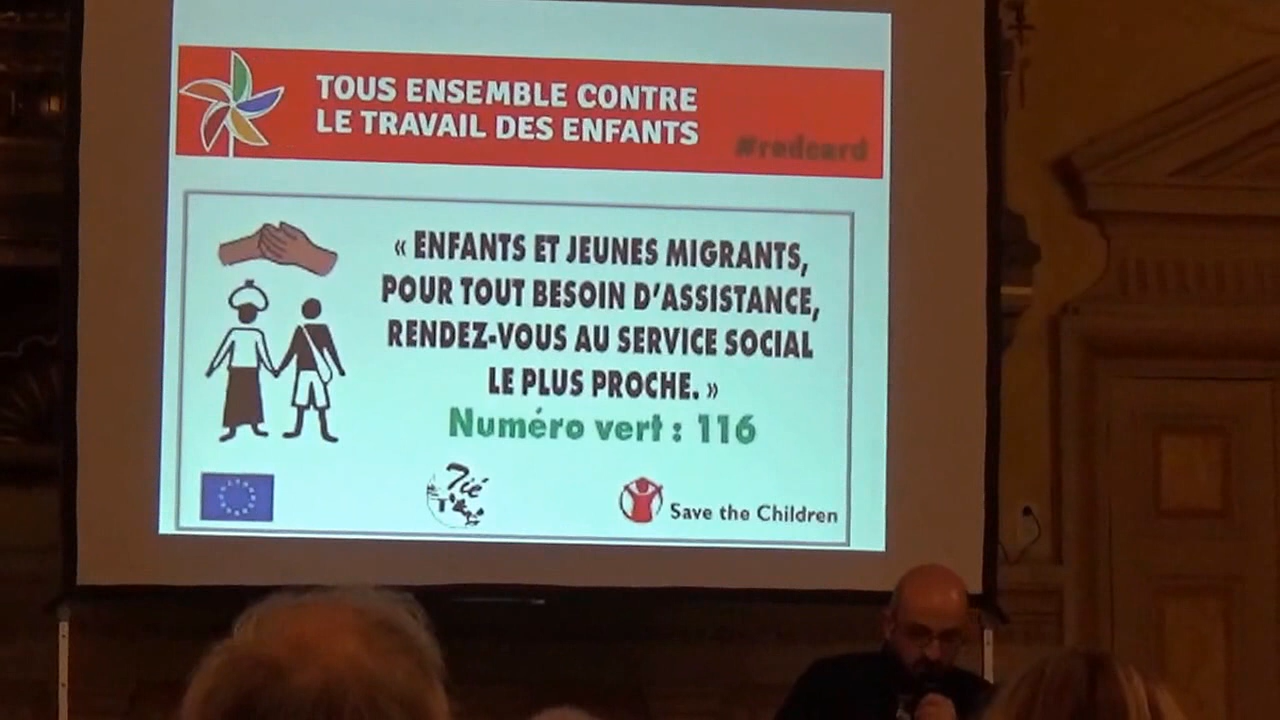 TOUS ENSEMBLE CONTRE
LE TRAVAIL DES ENFANTS
#redcard
« ENFANTS ET JEUNES MIGRANTS,
POUR TOUT BESOIN D'ASSISTANCE,
RENDEZ-VOUS AU SERVICE SOCIAL
LE PLUS PROCHE. »
Numéro vert : 116
Tié
Save the Children